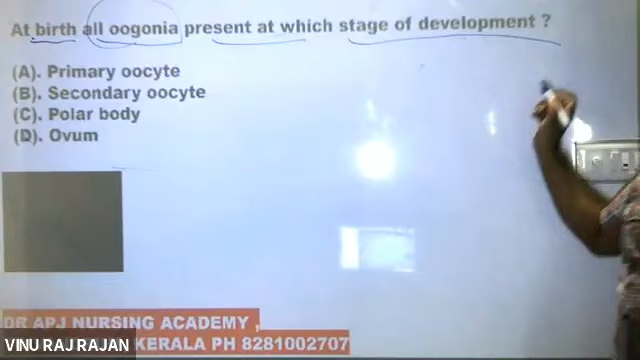 At birth all oogonia present at which stage of development ?
(A). Primary oocyte
(B). Secondary oocyte
(C). Polar body
(D). Ovum
DR APJ NURSING ACADEMY ,
KERALA PH 8281002707
VINU RAJ RAJAN